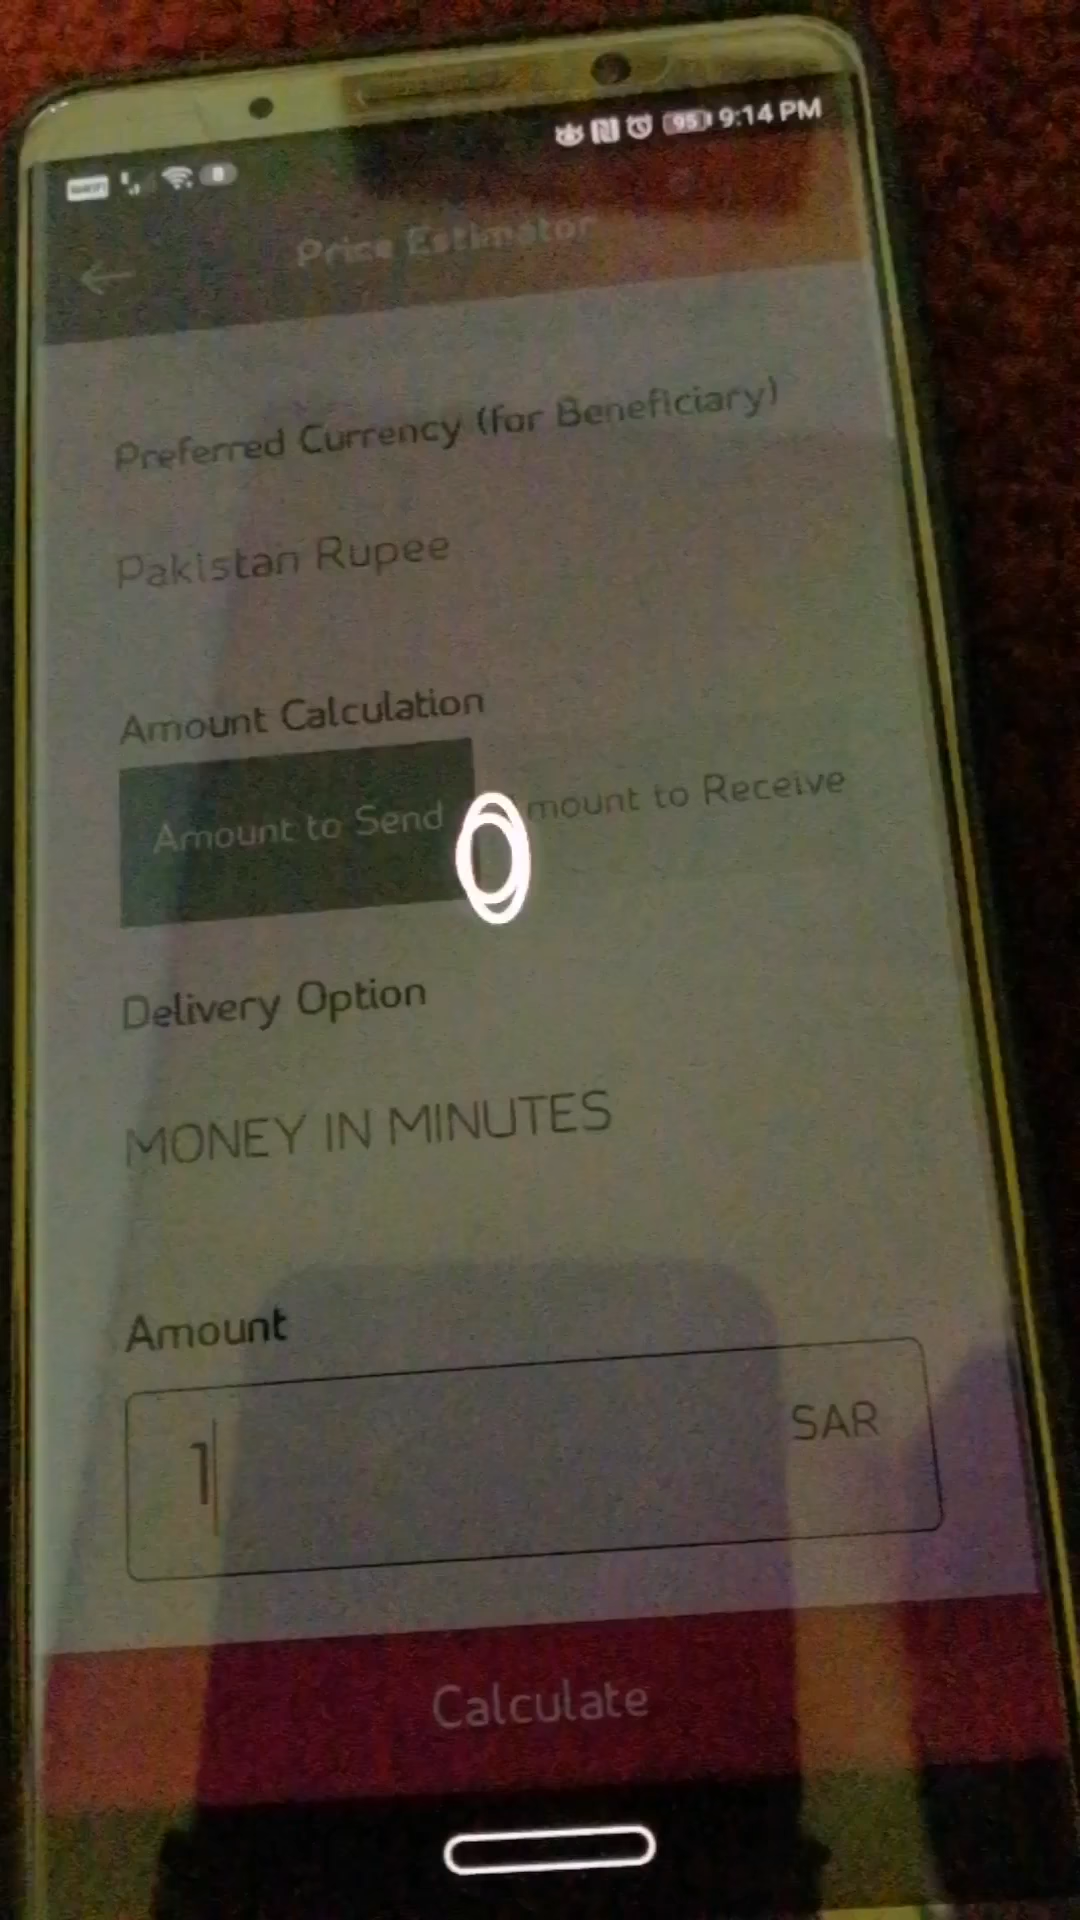 95 9:14 PM
Price Estimator
Preferred Currency (for Beneficiary)
Pakistan Rupee
Amount Calculation
Amount to Send
mount to Receive
Delivery Option
MONEY IN MINUTES
Amount
1 SAR
Calculate